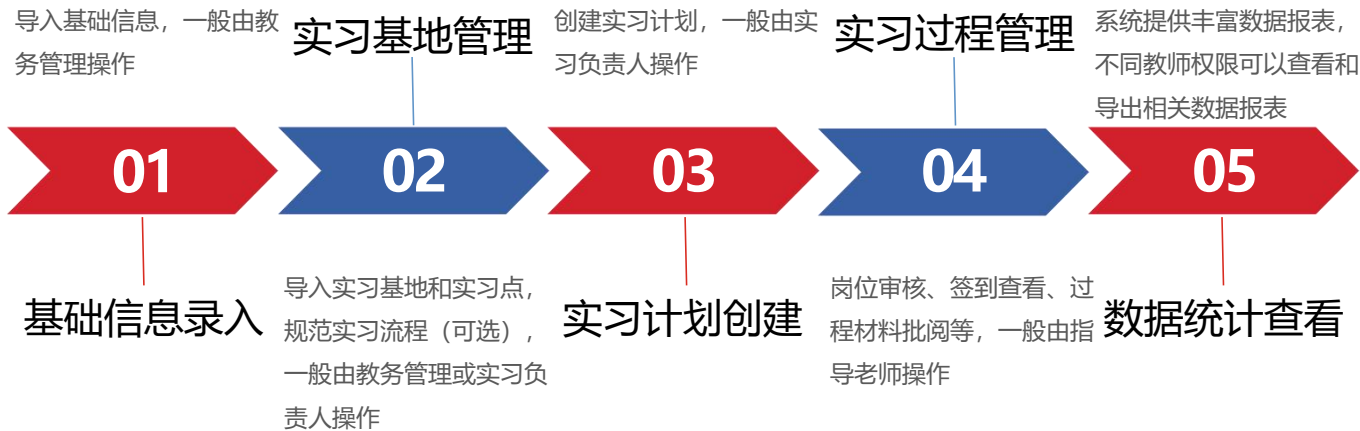 导入基础信息，一般由教
务管理操作
01
基础信息录入
实习基地管理
02
导入实习基地和实习点，
规范实习流程（可选），
一般由教务管理或实习负
责人操作
创建实习计划，一般由实
习负责人操作
03
实习计划创建
实习过程管理
04
岗位审核、签到查看、过
程材料批阅等，一般由指
导老师操作
系统提供丰富数据报表，
不同教师权限可以查看和
导出相关数据报表
05
数据统计查看